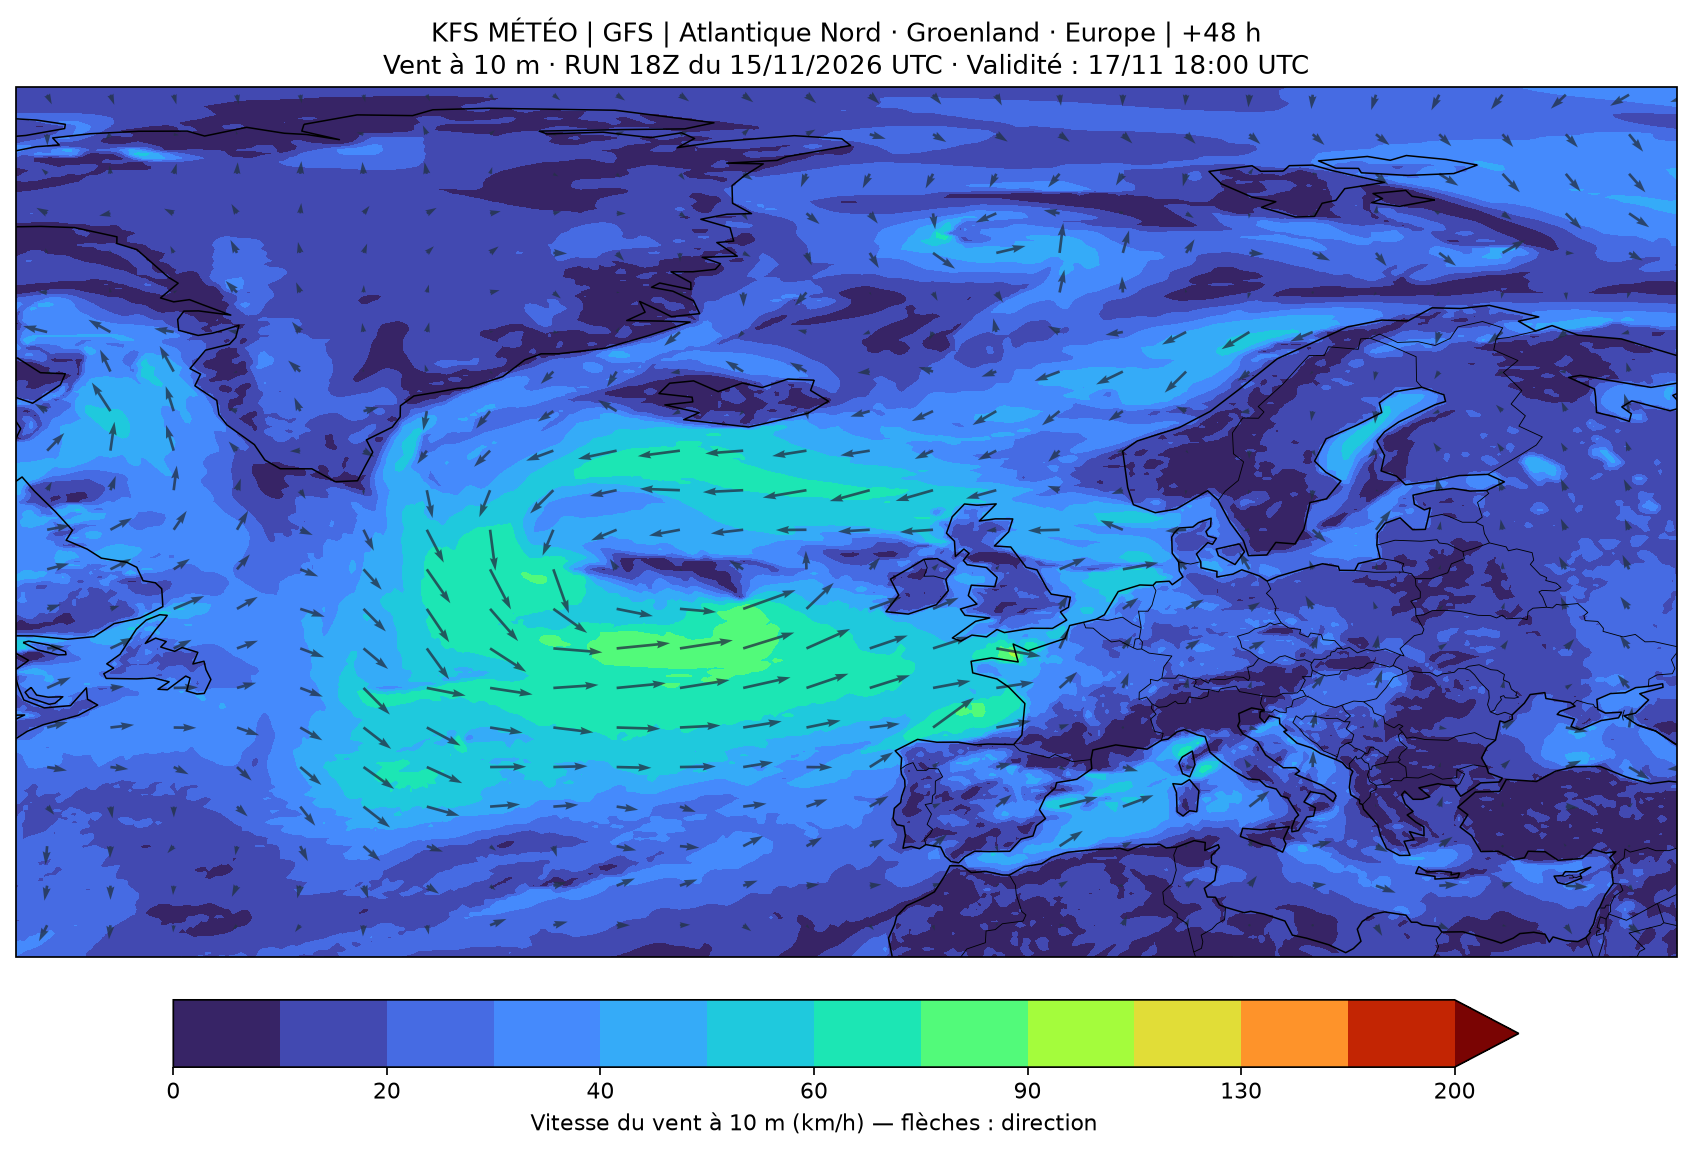 KFS MÉTÉO | GFS | Atlantique Nord · Groenland · Europe | +48 h
Vent à 10 m · RUN 18Z du 15/11/2026 UTC · Validité : 17/11 18:00 UTC
0 20 40 60 90 130 200
Vitesse du vent à 10 m (km/h) — flèches : direction